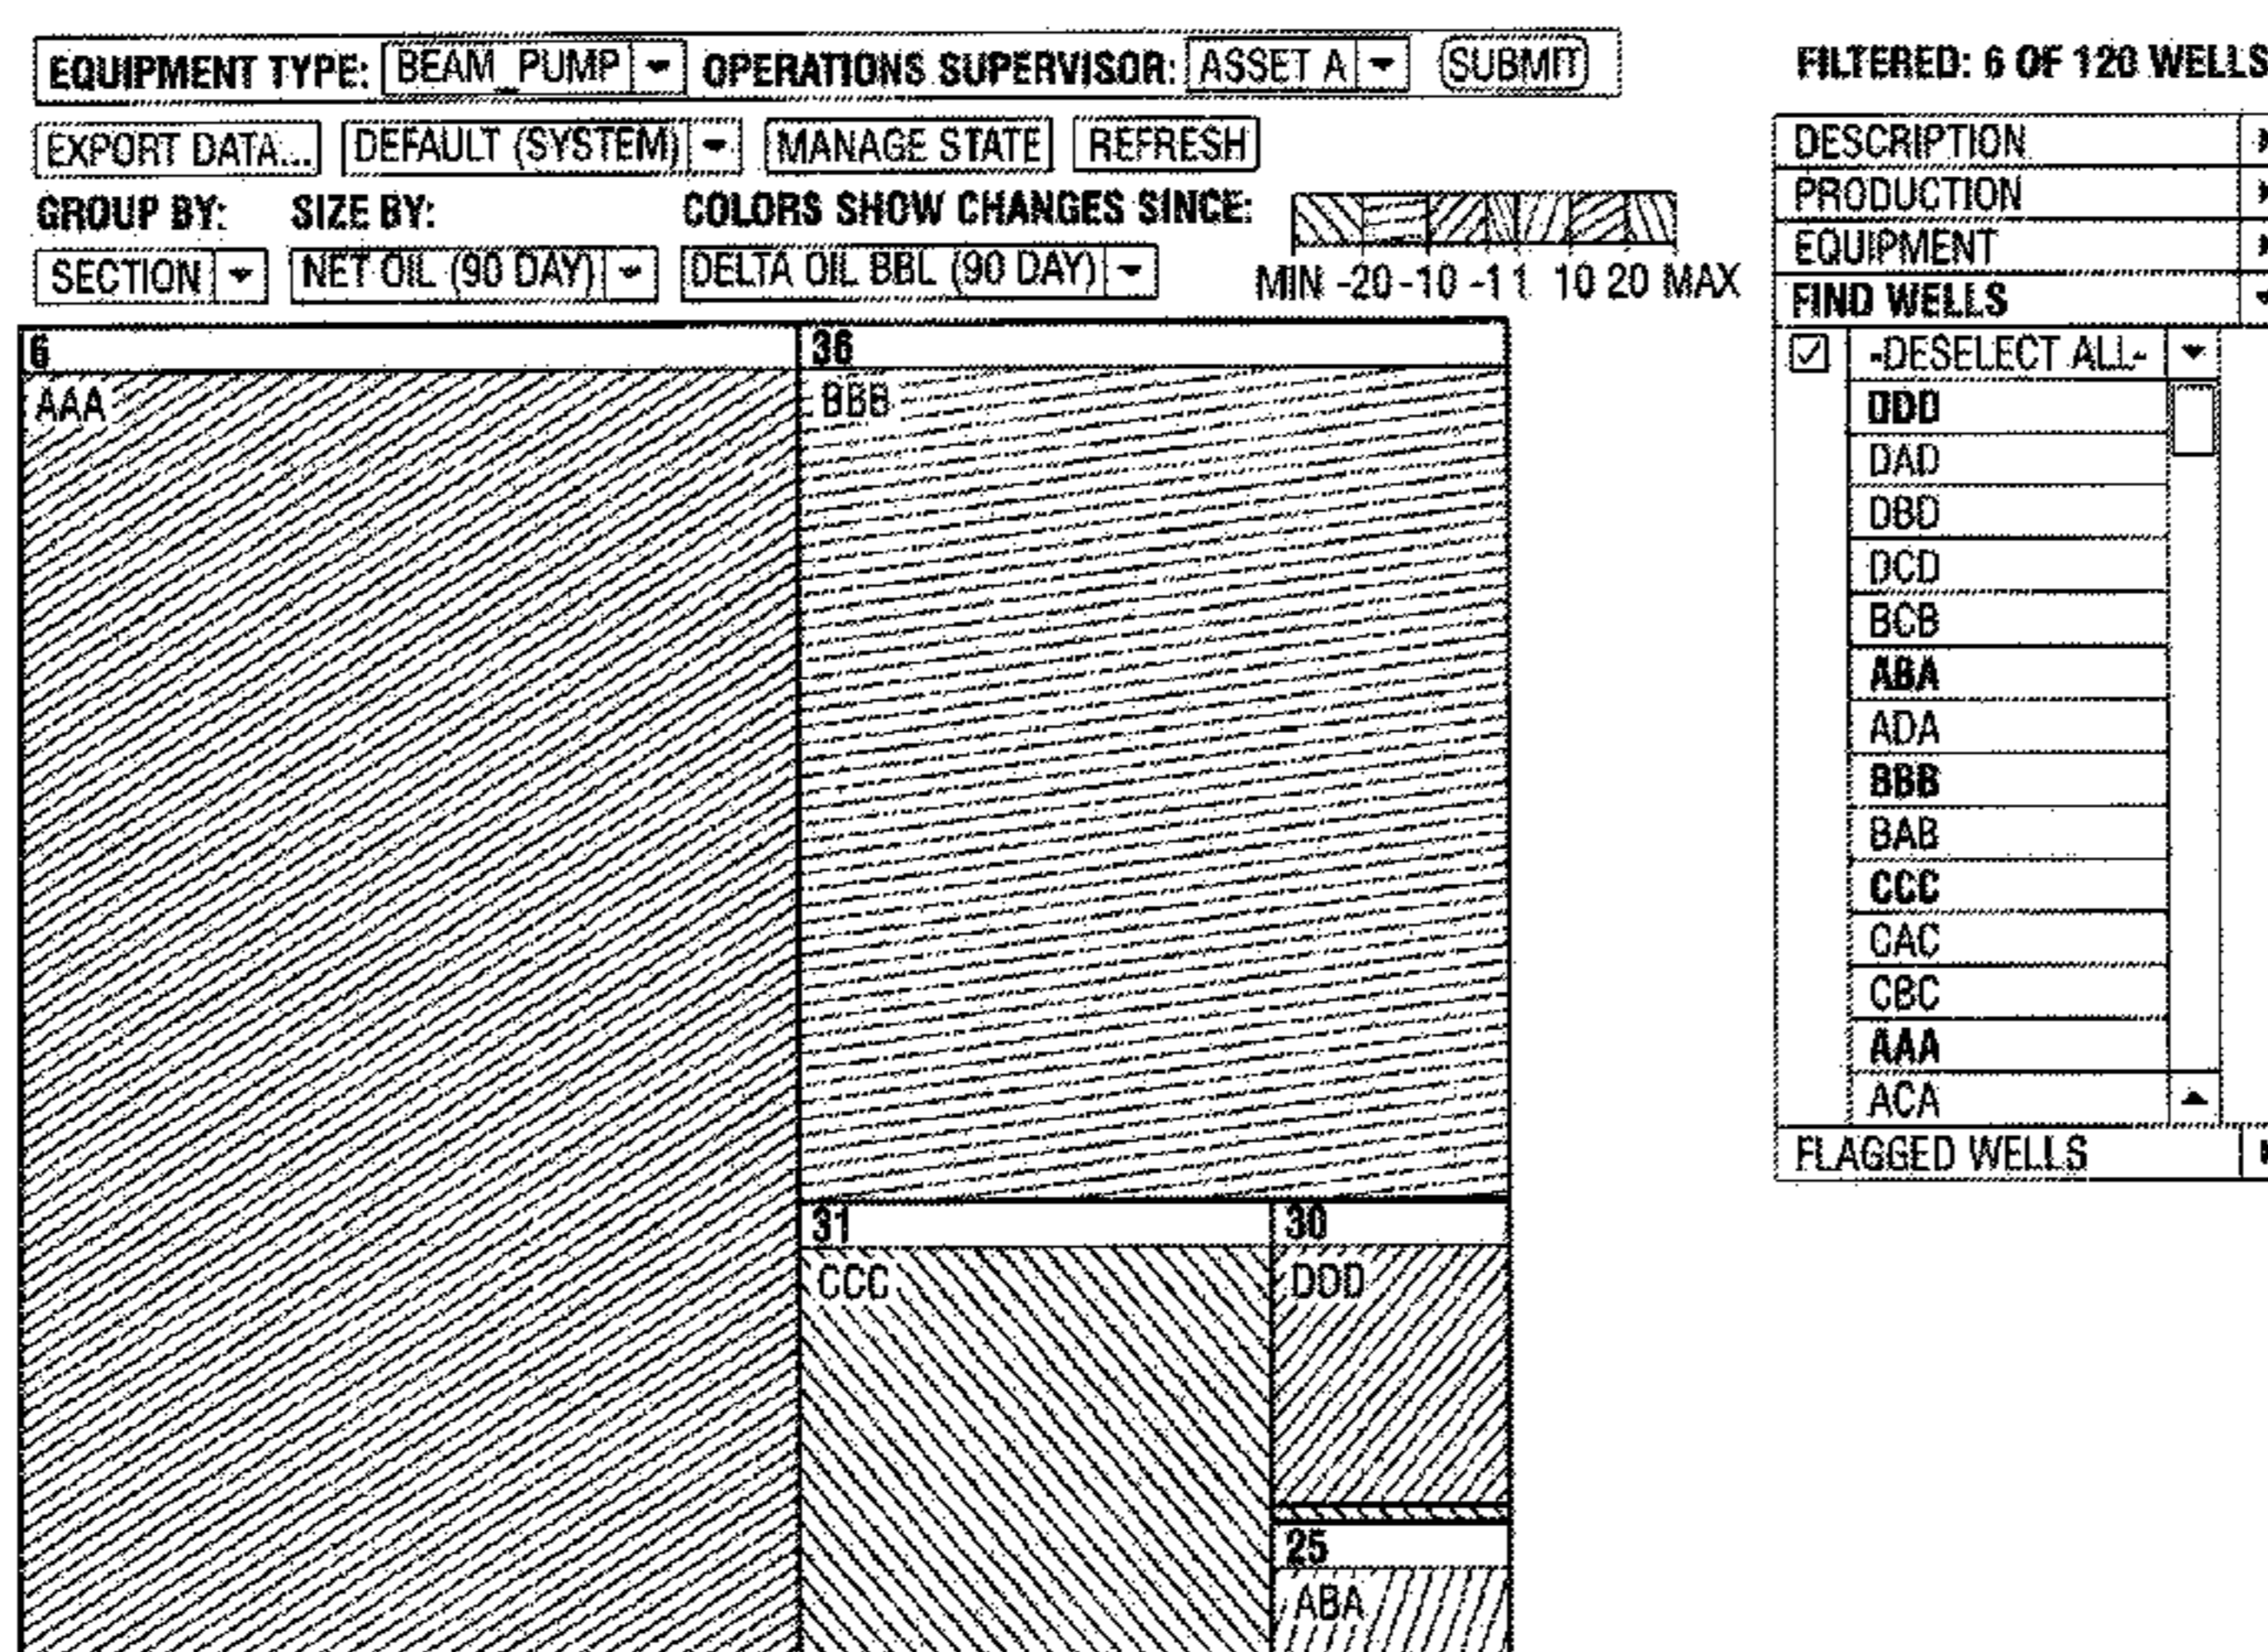 EQUIPMENT TYPE: BEAM_PUMP OPERATIONS SUPERVISOR: ASSET A SUBMIT
EXPORT DATA... DEFAULT (SYSTEM) MANAGE STATE REFRESH
GROUP BY: SIZE BY: COLORS SHOW CHANGES SINCE:
SECTION NET OIL (90 DAY) DELTA OIL BBL (90 DAY)
MIN -20 -10 -1 1 10 20 MAX
6
AAA
36
BBB
31
CCC
30
DDD
25
ABA
FILTERED: 6 OF 120 WELLS
DESCRIPTION
PRODUCTION
EQUIPMENT
FIND WELLS
-DESELECT ALL-
DDD
DAD
DBD
DCD
BCB
ABA
ADA
BBB
BAB
CCC
CAC
CBC
AAA
ACA
FLAGGED WELLS